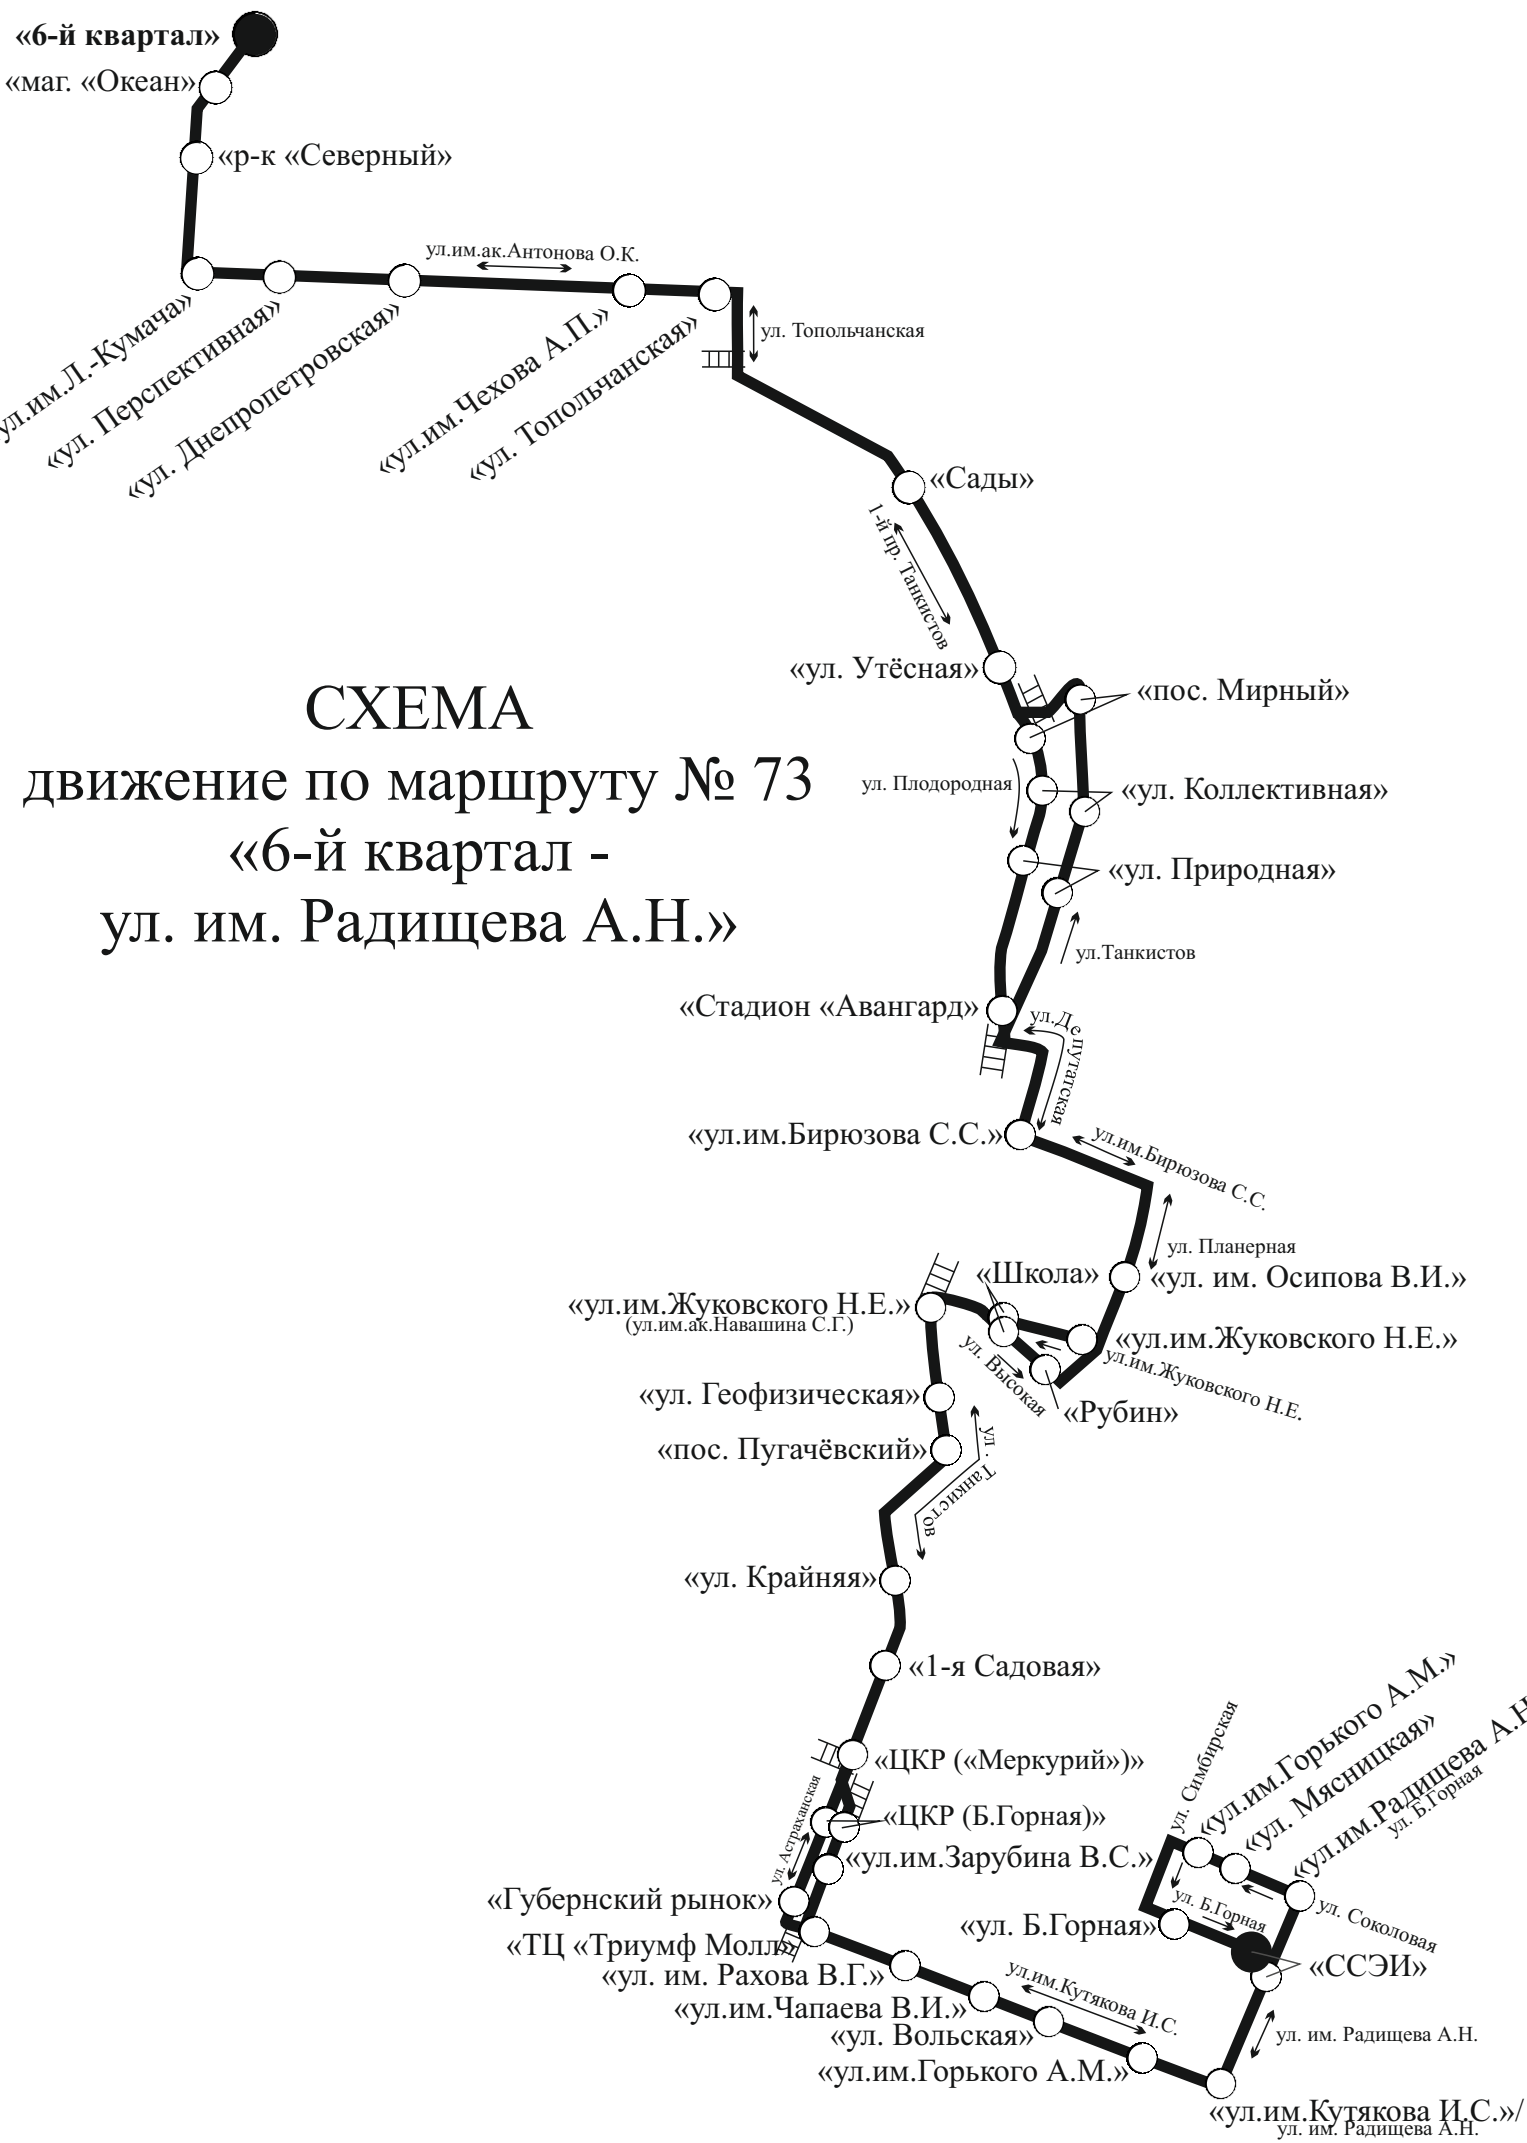 «6-й квартал»
«маг. «Океан»
«р-к «Северный»
ул.им.ак.Антонова О.К.
ул.им.Л.-Кумача»
«ул. Перспективная»
«ул. Днепропетровская»
«ул.им.Чехова А.П.»
«ул. Топольчанская»
ул. Топольчанская
«Сады»
1-й пр. Танкистов
«ул. Утёсная»
«пос. Мирный»
СХЕМА
движение по маршруту № 73
«6-й квартал -
ул. им. Радищева А.Н.»
ул. Плодородная
«ул. Коллективная»
«ул. Природная»
ул.Танкистов
«Стадион «Авангард»
ул.Депутатская
«ул.им.Бирюзова С.С.»
ул.им.Бирюзова С.С.
ул. Планерная
«Школа»
«ул. им. Осипова В.И.»
«ул.им.Жуковского Н.Е.»
(ул.им.ак.Навашина С.Г.)
«ул.им.Жуковского Н.Е.»
ул.им.Жуковского Н.Е.
ул. Высокая
«Рубин»
«ул. Геофизическая»
«пос. Пугачёвский»
ул. Танкистов
«ул. Крайняя»
«1-я Садовая»
«ЦКР («Меркурий»)»
ул. Астраханская
«ЦКР (Б.Горная)»
«ул.им.Зарубина В.С.»
«Губернский рынок»
«ТЦ «Триумф Молл»
«ул. им. Рахова В.Г.»
«ул.им.Чапаева В.И.»
«ул. Вольская»
«ул.им.Горького А.М.»
ул.им.Кутякова И.С.
ул. Симбирская
«ул.им.Горького А.М.»
«ул. Мясницкая»
«ул.им.Радищева А.Н
ул. Б.Горная
ул. Б.Горная
ул. Соколовая
«ул. Б.Горная»
«ССЭИ»
ул. им. Радищева А.Н.
«ул.им.Кутякова И.С.»/
ул. им. Радищева А.Н.